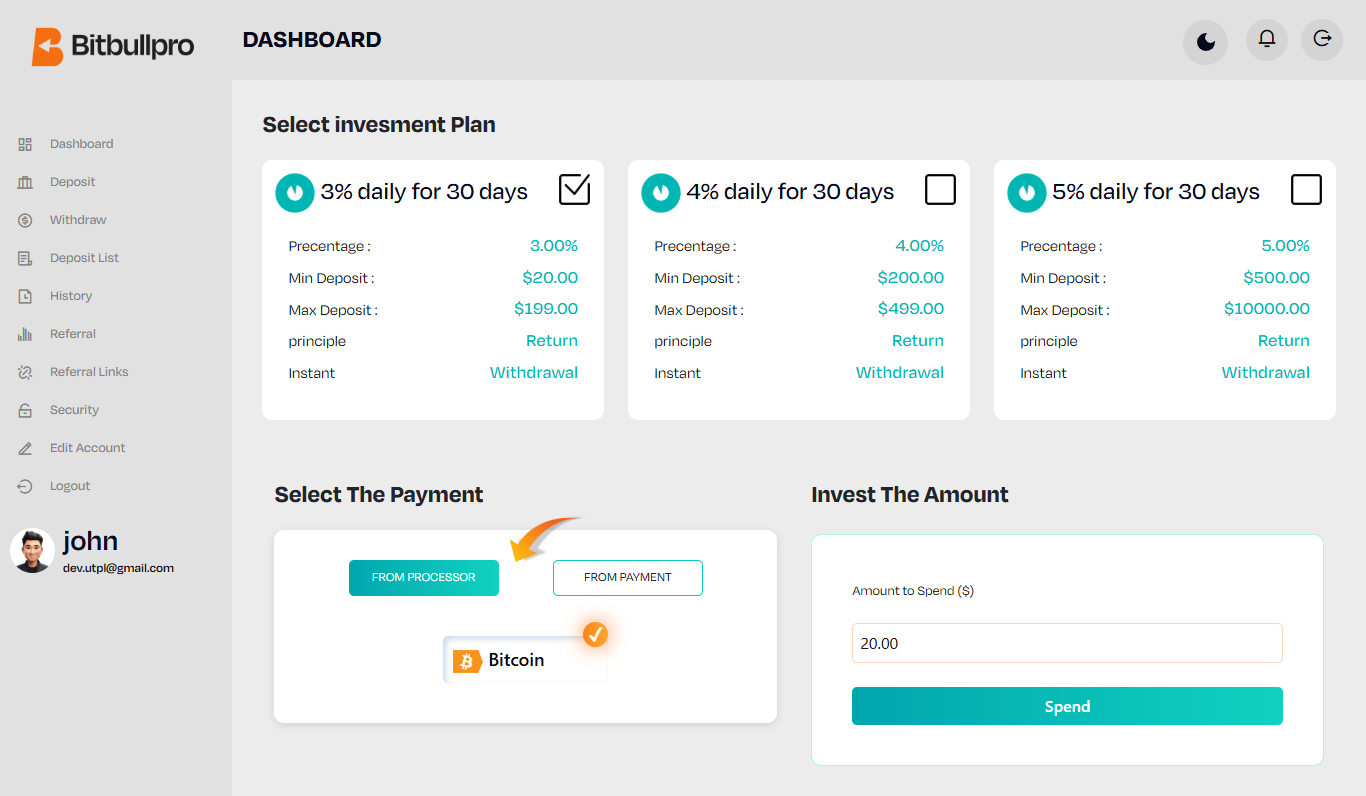 Bitbullpro
DASHBOARD
Dashboard
Deposit
Withdraw
Deposit List
History
Referral
Referral Links
Security
Edit Account
Logout
john
dev.utpl@gmail.com
Select invesment Plan
3% daily for 30 days
Precentage : 3.00%
Min Deposit : $20.00
Max Deposit : $199.00
principle Return
Instant Withdrawal
4% daily for 30 days
Precentage : 4.00%
Min Deposit : $200.00
Max Deposit : $499.00
principle Return
Instant Withdrawal
5% daily for 30 days
Precentage : 5.00%
Min Deposit : $500.00
Max Deposit : $10000.00
principle Return
Instant Withdrawal
Select The Payment
FROM PROCESSOR
FROM PAYMENT
Bitcoin
Invest The Amount
Amount to Spend ($)
20.00
Spend